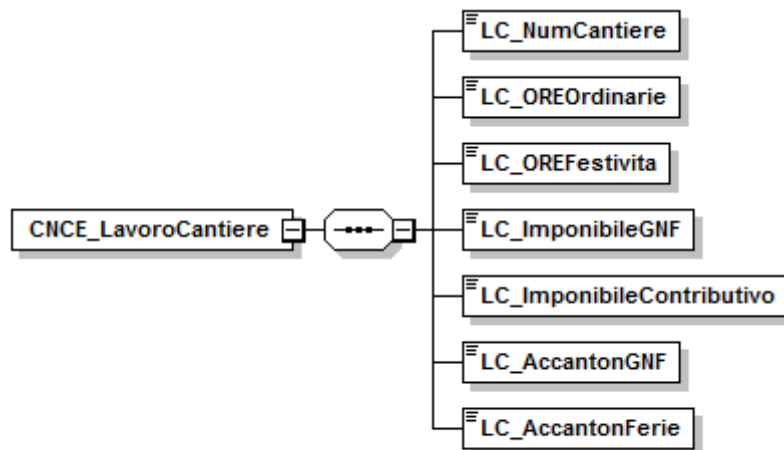 LC_NumCantiere
LC_OREOrdinarie
LC_OREFestivita
CNCE_LavoroCantiere
LC_ImponibileGNF
LC_ImponibileContributivo
LC_AccantonGNF
LC_AccantonFerie